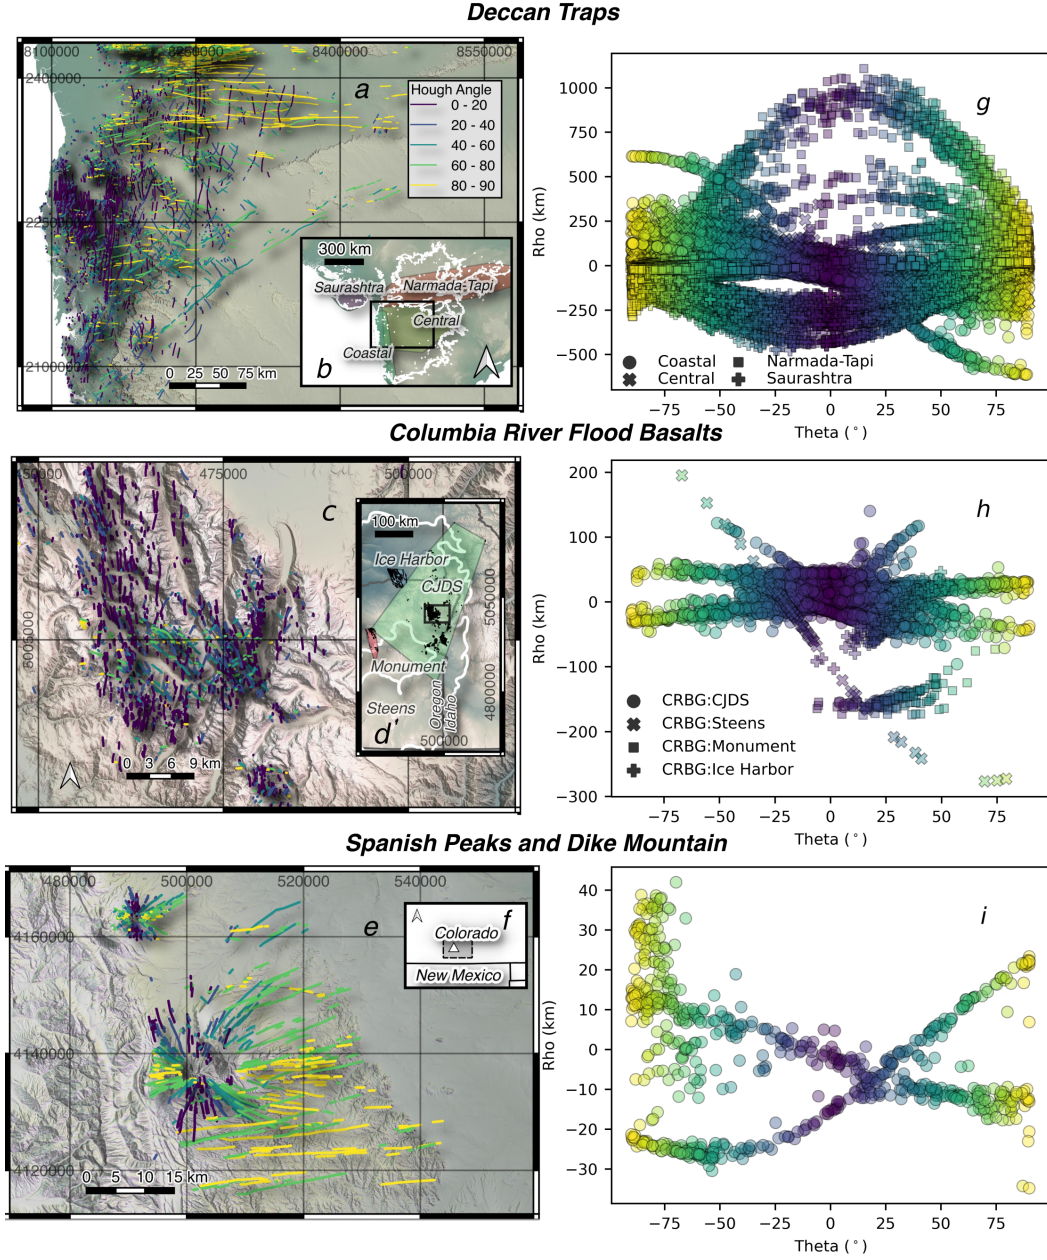 Deccan Traps
8100000
8250000
8400000
8550000
2400000
2250000
2100000
a
Hough Angle
0 - 20
20 - 40
40 - 60
60 - 80
80 - 90
300 km
Saurashtra
Narmada-Tapi
Central
Coastal
b
0 25 50 75 km
g
1000
750
500
250
0
−250
−500
Rho (km)
Coastal
Narmada-Tapi
Central
Saurashtra
−75 −50 −25 0 25 50 75
Theta (°)
Columbia River Flood Basalts
475000
500000
c
100 km
Ice Harbor
CJDS
Monument
Steens
Oregon
Idaho
5050000
4800000
500000
d
0 3 6 9 km
h
200
100
0
−100
−200
−300
Rho (km)
CRBG:CJDS
CRBG:Steens
CRBG:Monument
CRBG:Ice Harbor
−75 −50 −25 0 25 50 75
Theta (°)
Spanish Peaks and Dike Mountain
480000
500000
520000
540000
4160000
4140000
4120000
e
f
Colorado
New Mexico
0 5 10 15 km
i
40
30
20
10
0
−10
−20
−30
Rho (km)
−75 −50 −25 0 25 50 75
Theta (°)